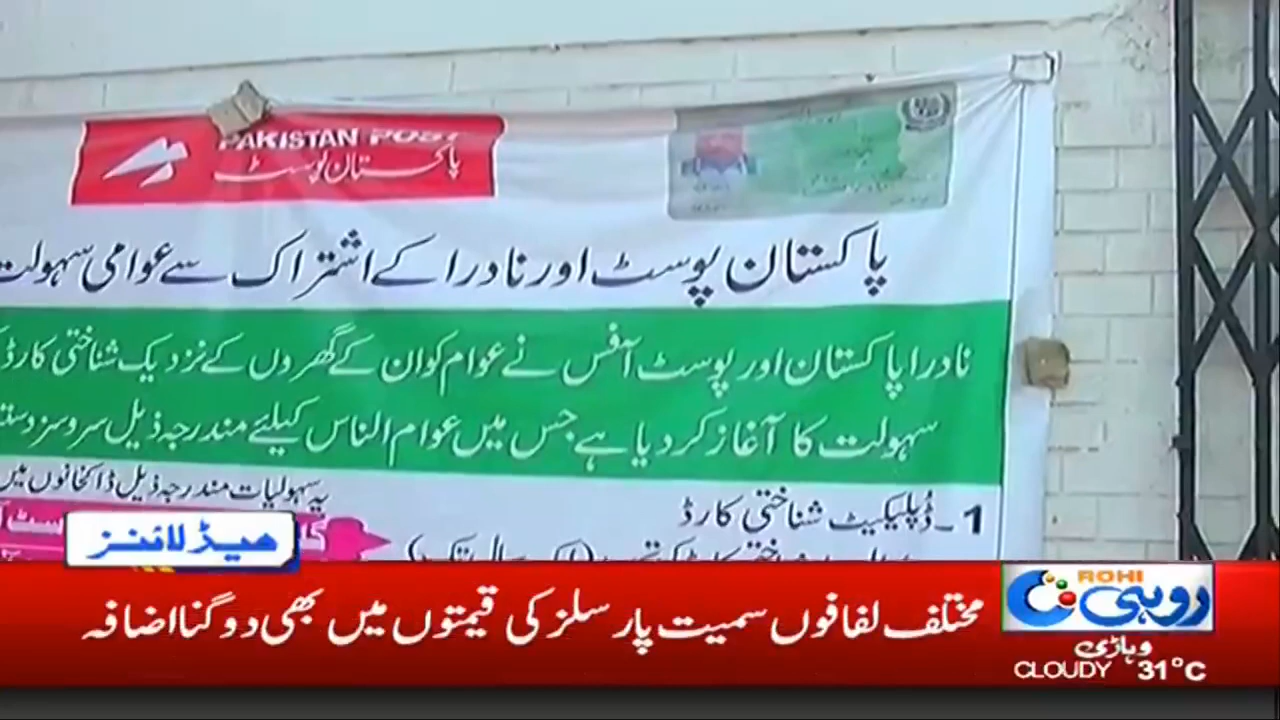 PAKISTAN POST
پاکستان پوسٹ
پاکستان پوسٹ اور نادرا کے اشتراک سے عوامی سہولت
نادرا پاکستان اور پوسٹ آفس نے عوام کو ان کے گھروں کے نزدیک شناختی کارڈ
سہولت کا آغاز کر دیا ہے جس میں عوام الناس کیلئے مندرجہ ذیل سروسز دستیاب
1- ڈپلیکیٹ شناختی کارڈ
یہ سہولیات مندرجہ ذیل ڈاکخانوں میں
ہیڈ لائنز
مختلف لفافوں سمیت پارسلز کی قیمتوں میں بھی دوگنا اضافہ
ROHI
روہی
وہاڑی
CLOUDY 31°C